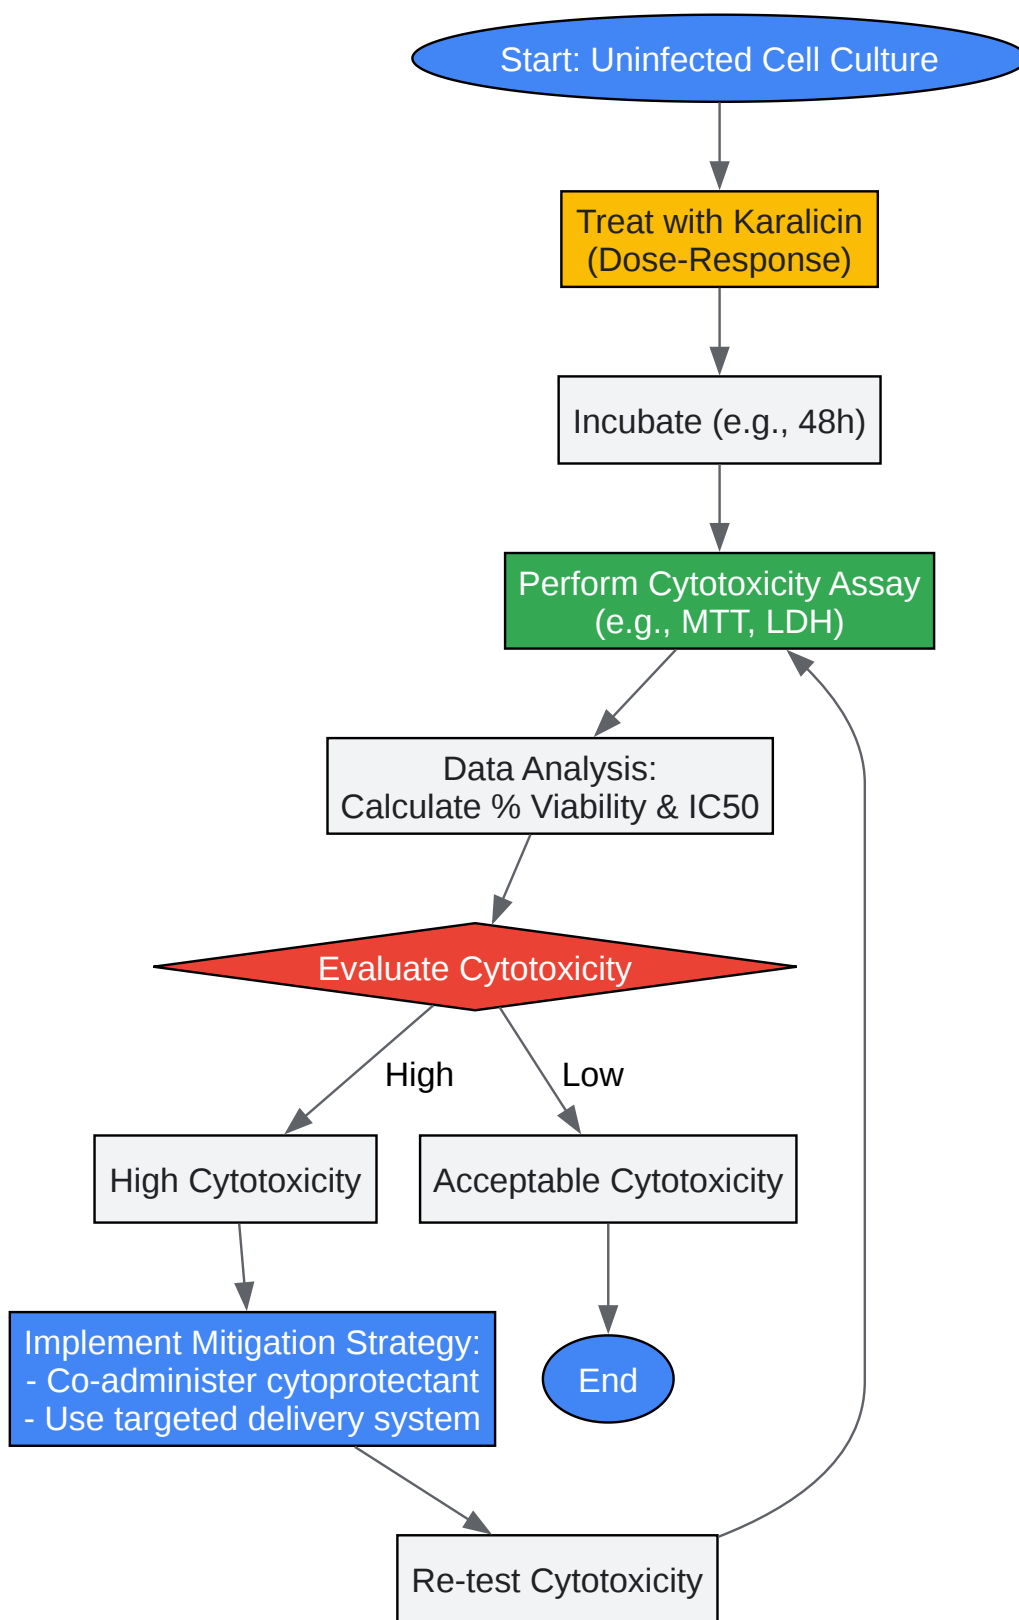 Start: Uninfected Cell Culture
Treat with Karalicin
(Dose-Response)
Incubate (e.g., 48h)
Perform Cytotoxicity Assay
(e.g., MTT, LDH)
Data Analysis:
Calculate % Viability & IC50
Evaluate Cytotoxicity
High
Low
High Cytotoxicity
Acceptable Cytotoxicity
Implement Mitigation Strategy:
- Co-administer cytoprotectant
- Use targeted delivery system
End
Re-test Cytotoxicity